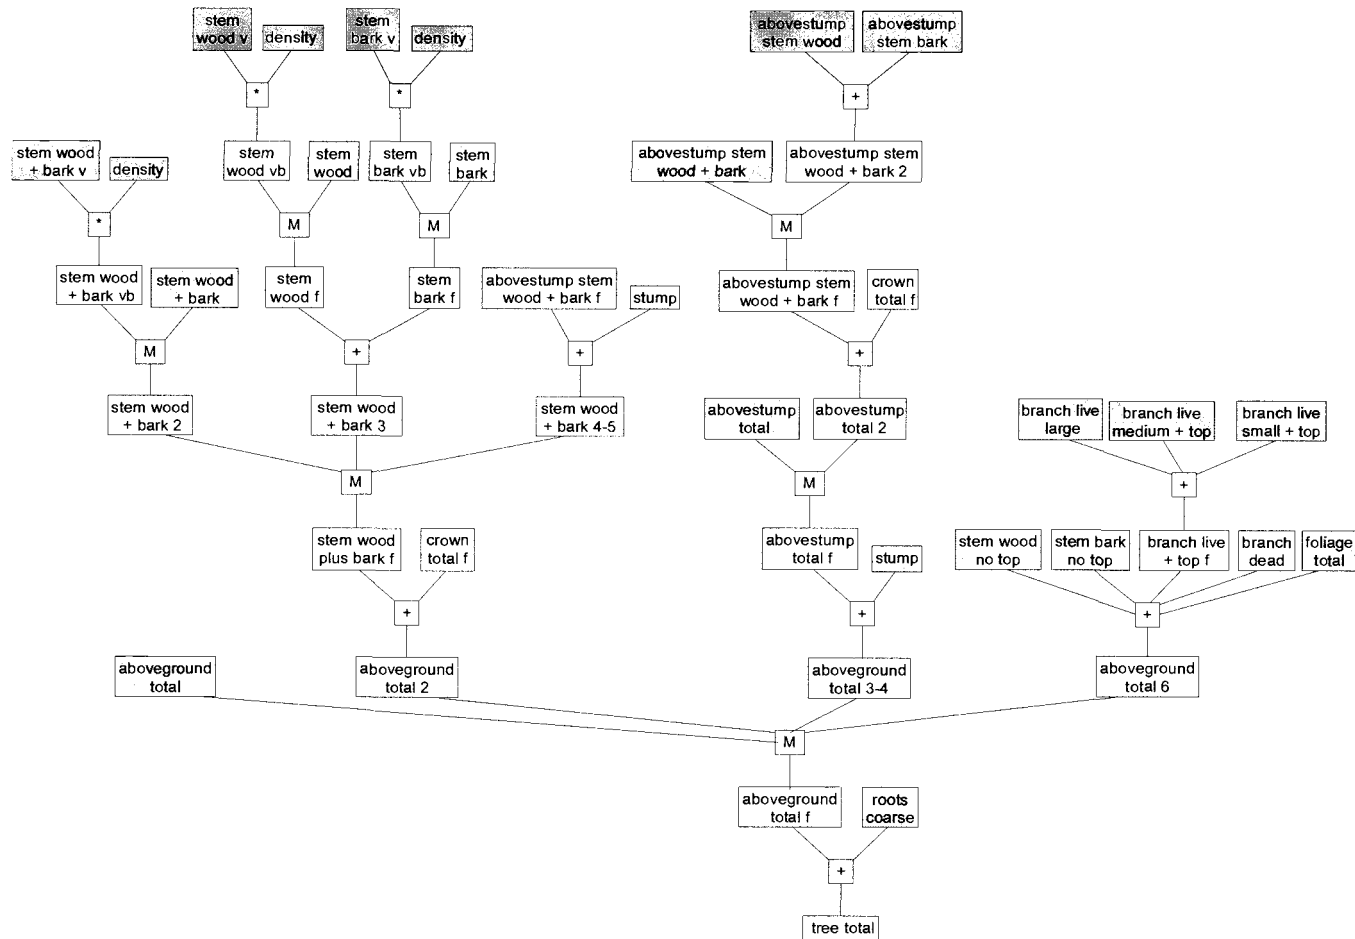 stem
wood v
density
stem
bark v
density
abovestump
stem wood
abovestump
stem bark
*
*
+
stem wood
+ bark v
density
stem
wood vb
stem
wood
stem
bark vb
stem
bark
abovestump stem
wood + bark
abovestump stem
wood + bark 2
*
M
M
M
stem wood
+ bark vb
stem wood
+ bark
stem
wood f
stem
bark f
abovestump stem
wood + bark f
stump
abovestump stem
wood + bark f
crown
total f
M
+
+
+
stem wood
+ bark 2
stem wood
+ bark 3
stem wood
+ bark 4-5
abovestump
total
abovestump
total 2
branch live
large
branch live
medium + top
branch live
small + top
M
M
+
stem wood
plus bark f
crown
total f
abovestump
total f
stump
stem wood
no top
stem bark
no top
branch live
+ top f
branch
dead
foliage
total
+
+
+
aboveground
total
aboveground
total 2
aboveground
total 3-4
aboveground
total 6
M
aboveground
total f
roots
coarse
+
tree total